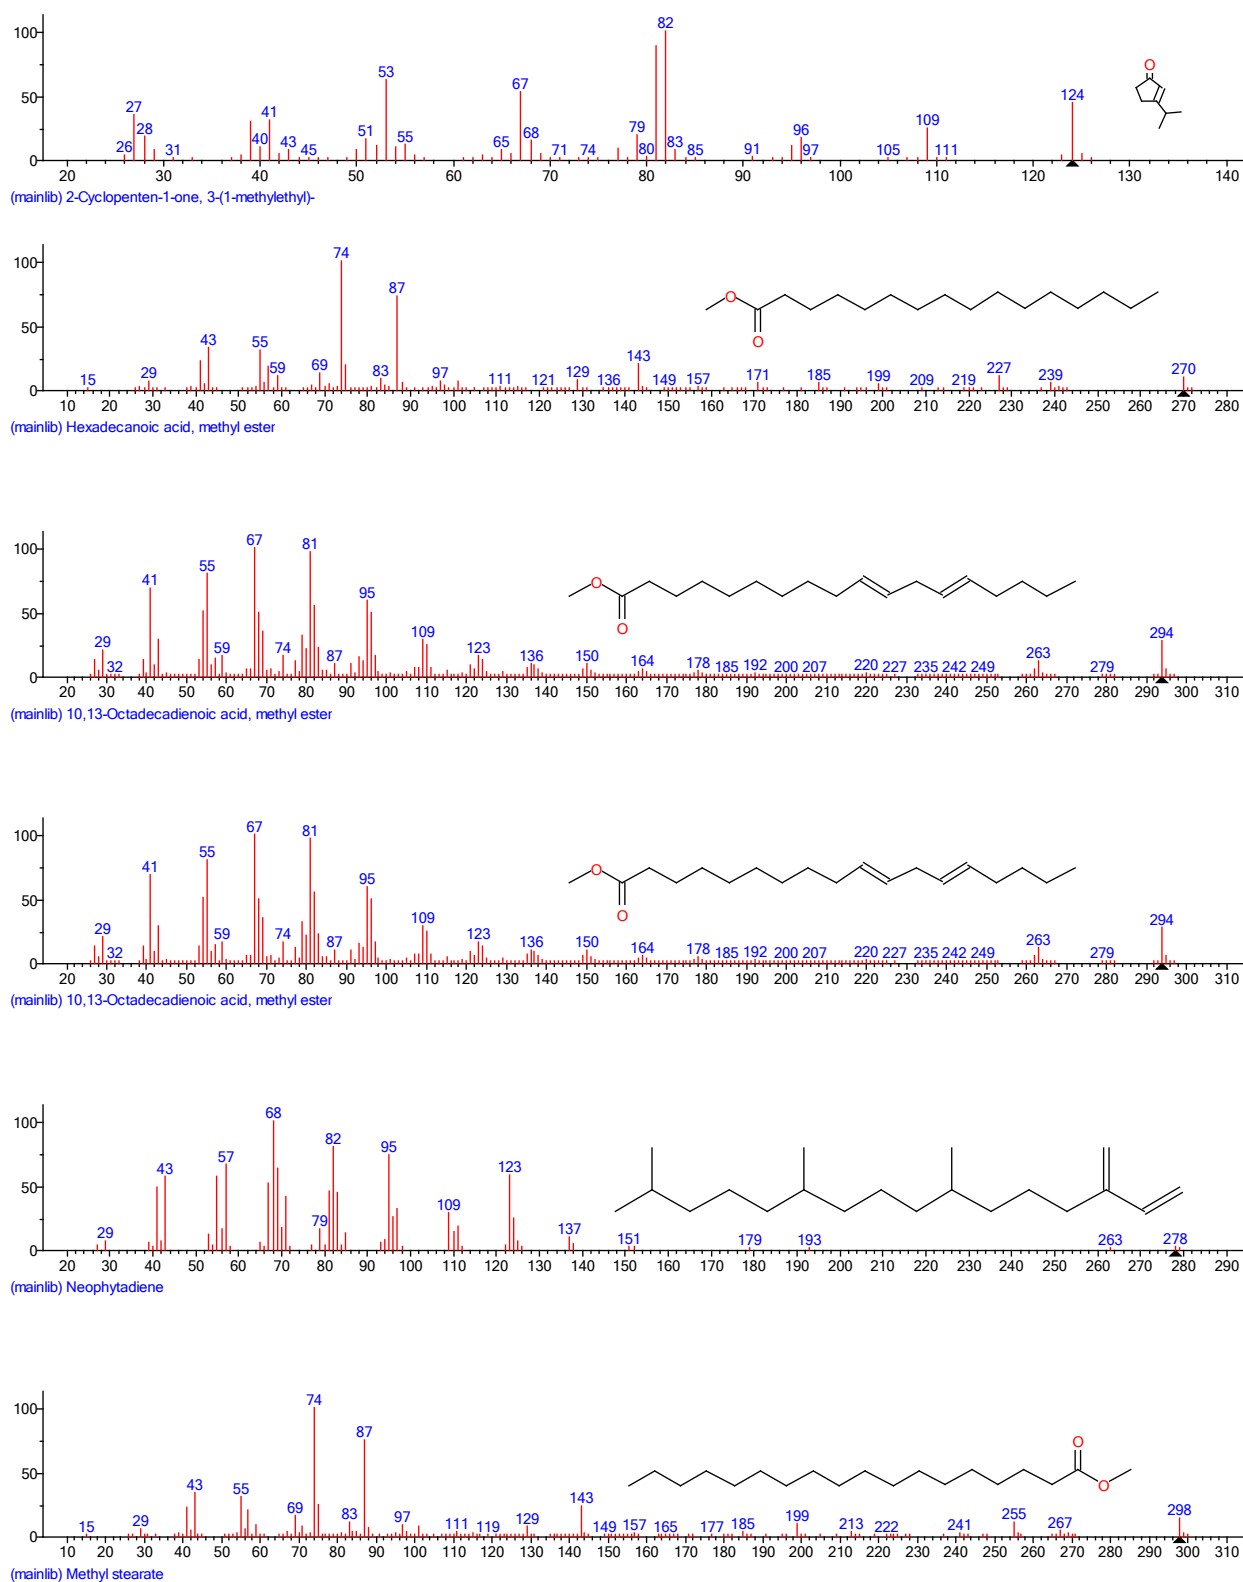 100
82
O
53
67
124
50
27
41
28
51
79
109
43
55
68
96
26
40
31
45
65
71
74
80
83
85
91
97
105
111
0
20 30 40 50 60 70 80 90 100 110 120 130 140
(mainlib) 2-Cyclopenten-1-one, 3-(1-methylethyl)-
100
74
87
O
O
50
43
55
143
15 29 59 69 83 97 111 121 129 136 149 157 171 185 199 209 219 227 239 270
0
10 20 30 40 50 60 70 80 90 100 110 120 130 140 150 160 170 180 190 200 210 220 230 240 250 260 270 280
(mainlib) Hexadecanoic acid, methyl ester
100
67
81
55
41
95
O
O
50
29 32 59 74 87 109 123 136 150 164 178 185 192 200 207 220 227 235 242 249 263 279 294
0
20 30 40 50 60 70 80 90 100 110 120 130 140 150 160 170 180 190 200 210 220 230 240 250 260 270 280 290 300 310
(mainlib) 10,13-Octadecadienoic acid, methyl ester
100
67
81
55
41
95
O
O
50
29 32 59 74 87 109 123 136 150 164 178 185 192 200 207 220 227 235 242 249 263 279 294
0
20 30 40 50 60 70 80 90 100 110 120 130 140 150 160 170 180 190 200 210 220 230 240 250 260 270 280 290 300 310
(mainlib) 10,13-Octadecadienoic acid, methyl ester
100
68
82
95
57
43
123
50
29 79 109 137 151 179 193 263 278
0
20 30 40 50 60 70 80 90 100 110 120 130 140 150 160 170 180 190 200 210 220 230 240 250 260 270 280 290
(mainlib) Neophytadiene
100
74
87
O
O
50
43
55
143
15 29 69 83 97 111 119 129 149 157 165 177 185 199 213 222 241 255 267 298
0
10 20 30 40 50 60 70 80 90 100 110 120 130 140 150 160 170 180 190 200 210 220 230 240 250 260 270 280 290 300 310
(mainlib) Methyl stearate